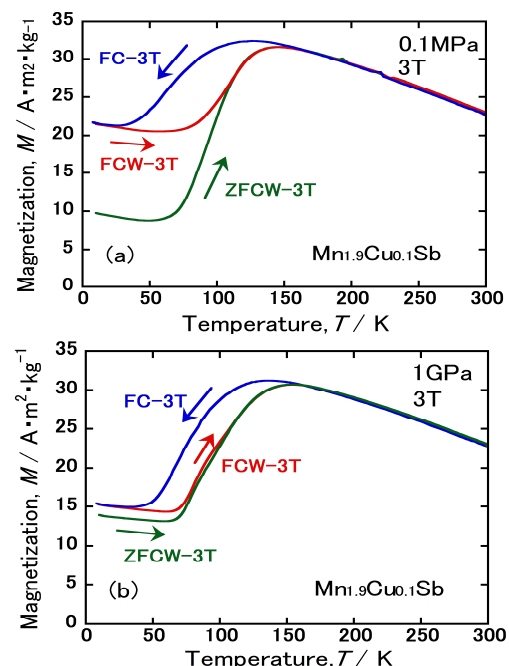 35
30
25
20
15
10
5
0
Magnetization, M / A・m2・kg-1
FC-3T
0.1MPa
3T
FCW-3T
ZFCW-3T
(a)
Mn1.9Cu0.1Sb
0 50 100 150 200 250 300
Temperature, T / K
35
30
25
20
15
10
5
0
Magnetization, M / A・m²・kg⁻¹
1GPa
3T
FC-3T
FCW-3T
ZFCW-3T
(b)
Mn1.9Cu0.1Sb
0 50 100 150 200 250 300
Temperature, T / K